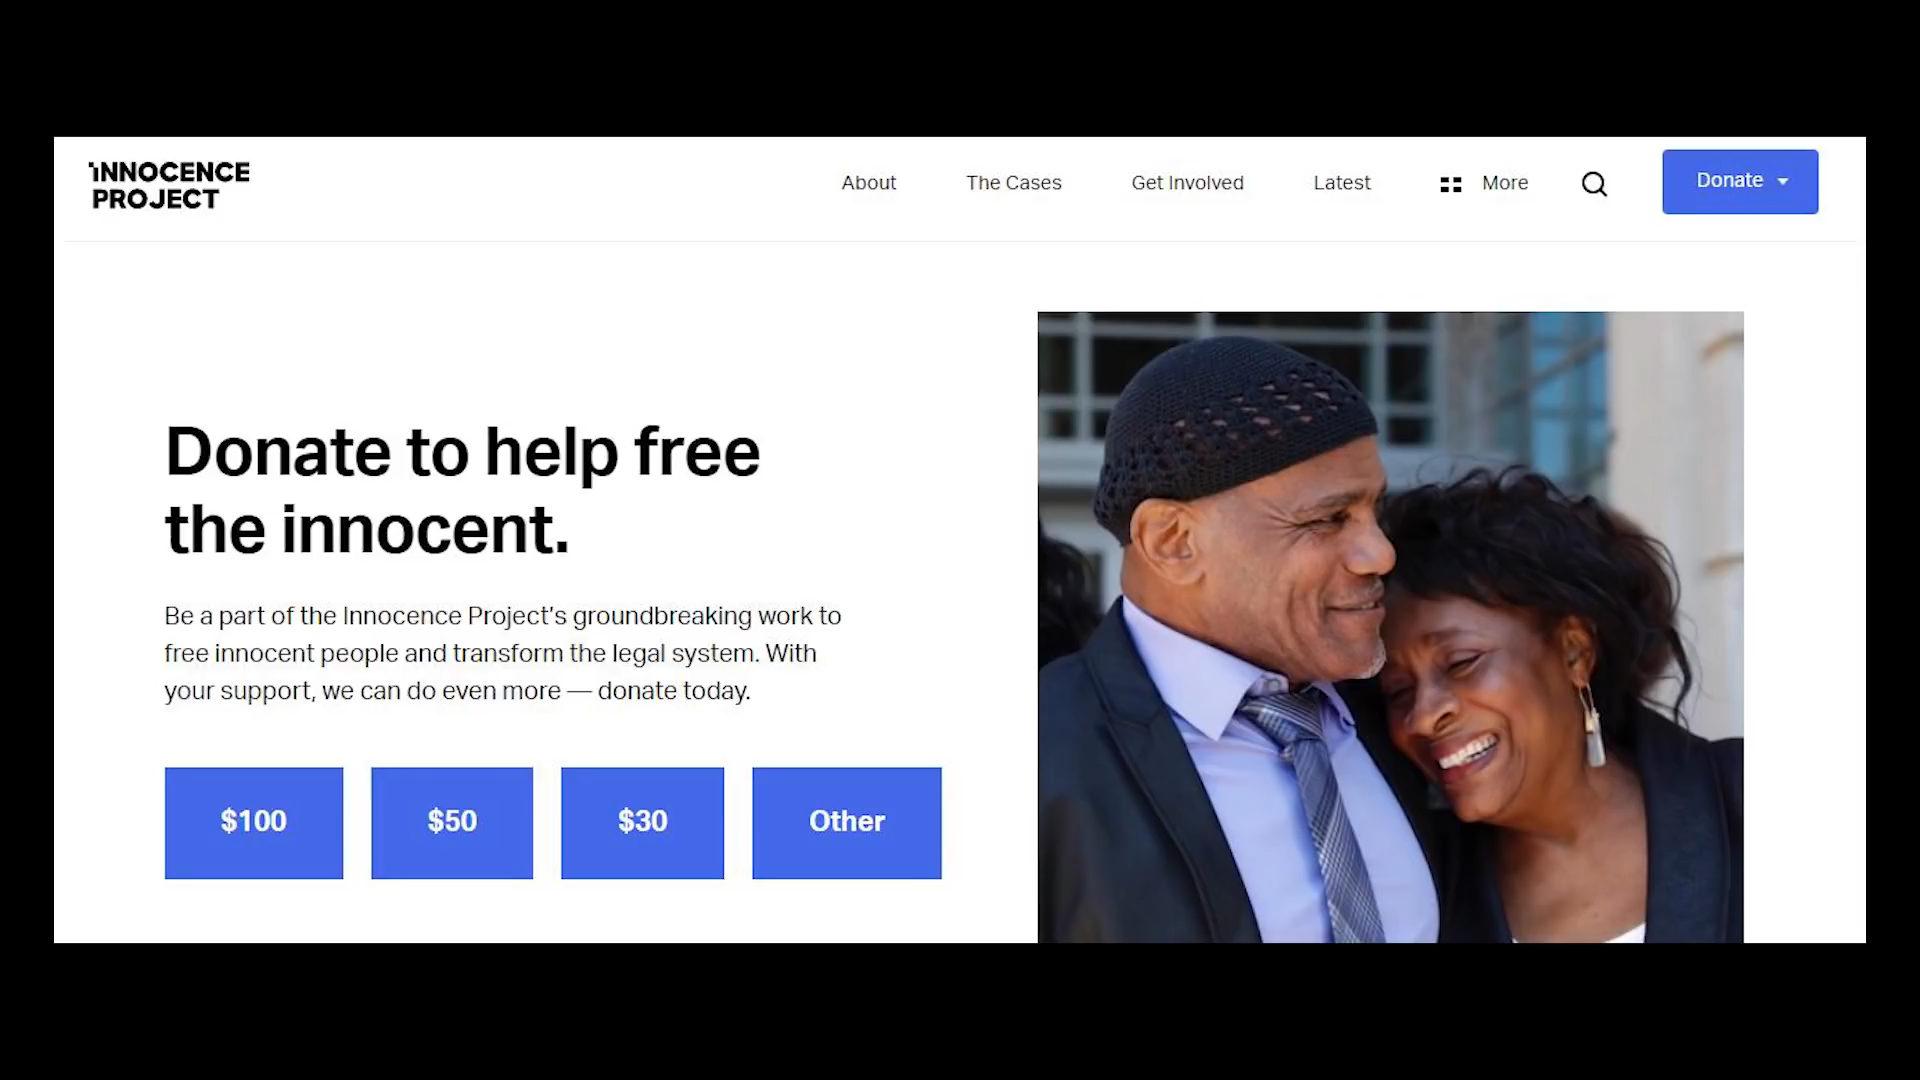 INNOCENCE
PROJECT
About
The Cases
Get Involved
Latest
More
Donate
Donate to help free
the innocent.
Be a part of the Innocence Project's groundbreaking work to
free innocent people and transform the legal system. With
your support, we can do even more — donate today.
$100
$50
$30
Other